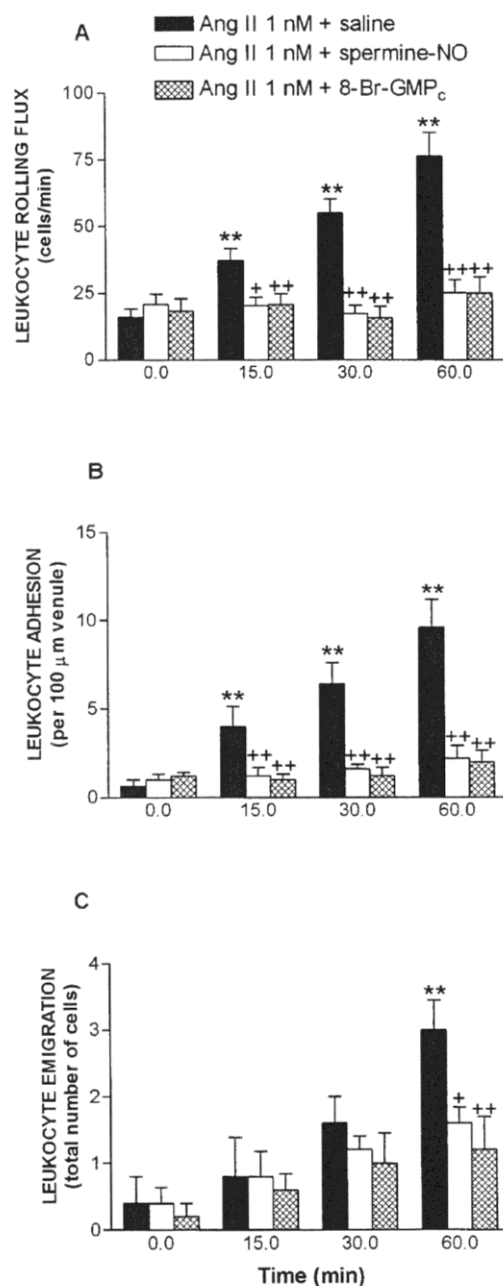 A
Ang II 1 nM + saline
Ang II 1 nM + spermine-NO
Ang II 1 nM + 8-Br-GMPc
LEUKOCYTE ROLLING FLUX
(cells/min)
100
75
50
25
0
**
**
**
+ ++
++ ++
++++
0.0 15.0 30.0 60.0
B
LEUKOCYTE ADHESION
(per 100 µm venule)
15
10
5
0
**
**
**
++ ++
++ ++
++ ++
0.0 15.0 30.0 60.0
C
LEUKOCYTE EMIGRATION
(total number of cells)
4
3
2
1
0
**
+ ++
0.0 15.0 30.0 60.0
Time (min)